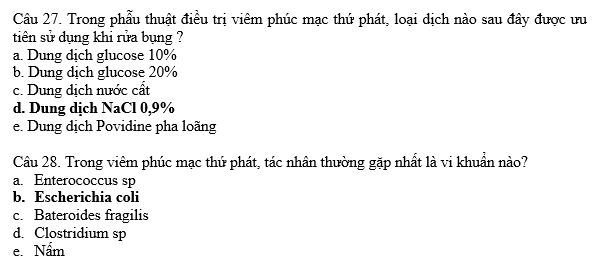 Câu 27. Trong phẫu thuật điều trị viêm phúc mạc thứ phát, loại dịch nào sau đây được ưu
tiên sử dụng khi rửa bụng ?
a. Dung dịch glucose 10%
b. Dung dịch glucose 20%
c. Dung dịch nước cất
d. Dung dịch NaCl 0,9%
e. Dung dịch Povidine pha loãng
Câu 28. Trong viêm phúc mạc thứ phát, tác nhân thường gặp nhất là vi khuẩn nào?
a. Enterococcus sp
b. Escherichia coli
c. Bateroides fragilis
d. Clostridium sp
e. Nấm